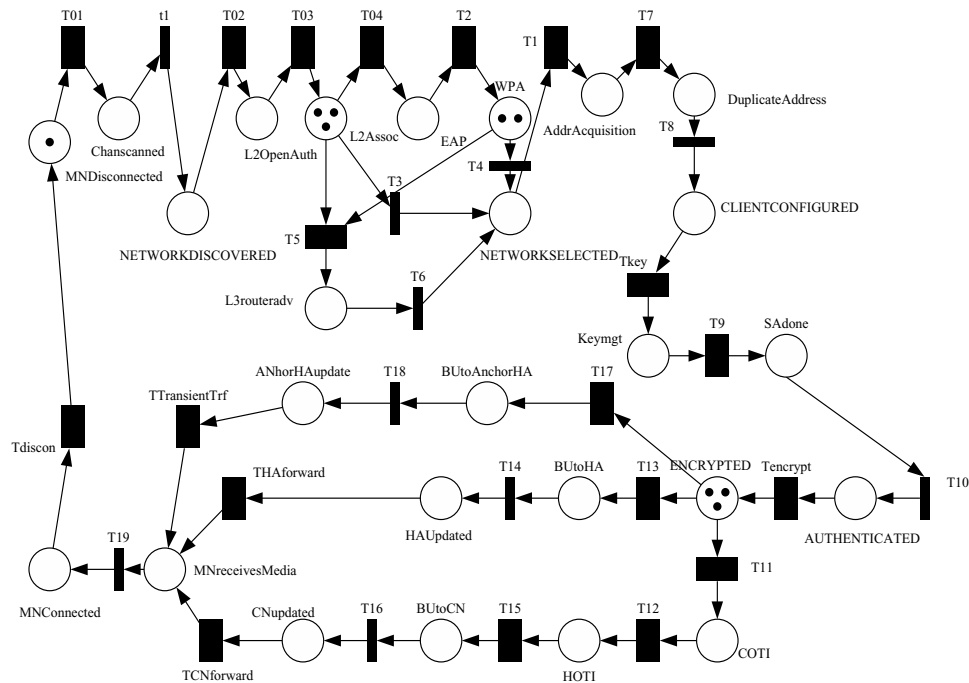 T01
t1
T02
T03
T04
T2
T1
T7
WPA
DuplicateAddress
AddrAcquisition
L2Assoc
EAP
T8
Chanscanned
L2OpenAuth
MNDisconnected
T4
T3
CLIENTCONFIGURED
T5
NETWORKDISCOVERED
NETWORKSELECTED
Tkey
T6
L3routeradv
T9
SAdone
Keymgt
ANhorHAupdate
T18
BUtoAnchorHA
T17
TTransientTrf
Tdiscon
THAforward
T14
BUtoHA
T13
ENCRYPTED
Tencrypt
T10
HAUpdated
AUTHENTICATED
T19
MNreceivesMedia
T11
MNConnected
CNupdated
T16
BUtoCN
T15
T12
COTI
TCNforward
HOTI